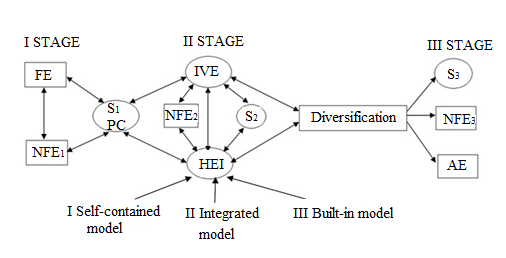 I STAGE
II STAGE
III STAGE
FE
IVE
S3
S1
PC
NFE2
S2
Diversification
NFE3
NFE1
HEI
AE
I Self-contained
model
II Integrated
model
III Built-in model